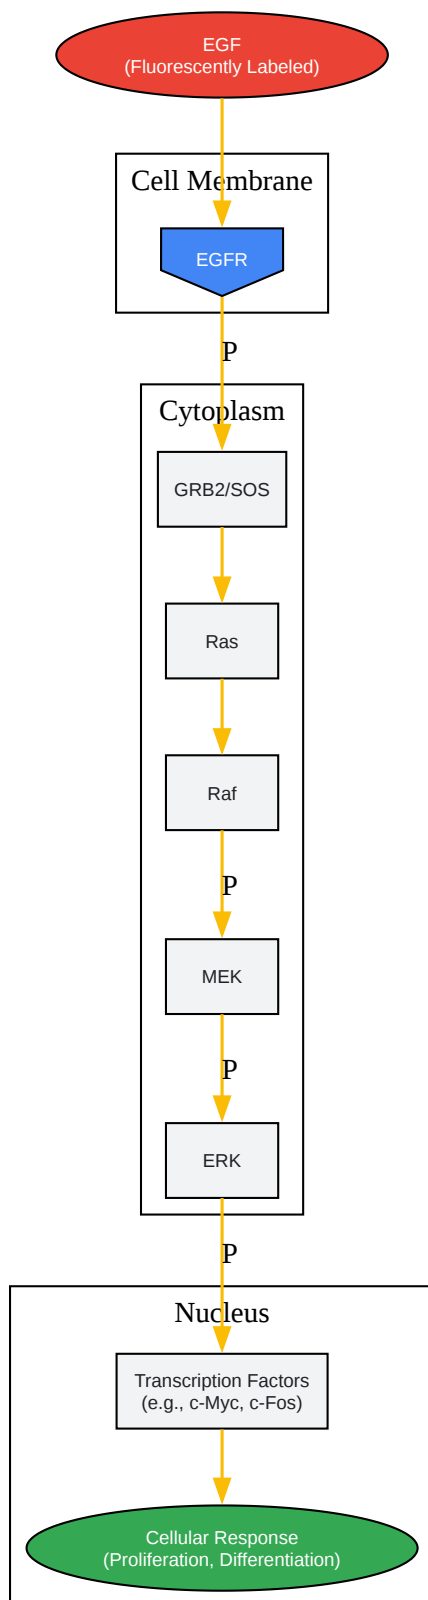 EGF
(Fluorescently Labeled)
Cell Membrane
EGFR
P
Cytoplasm
GRB2/SOS
Ras
Raf
P
MEK
P
ERK
P
Nucleus
Transcription Factors
(e.g., c-Myc, c-Fos)
Cellular Response
(Proliferation, Differentiation)